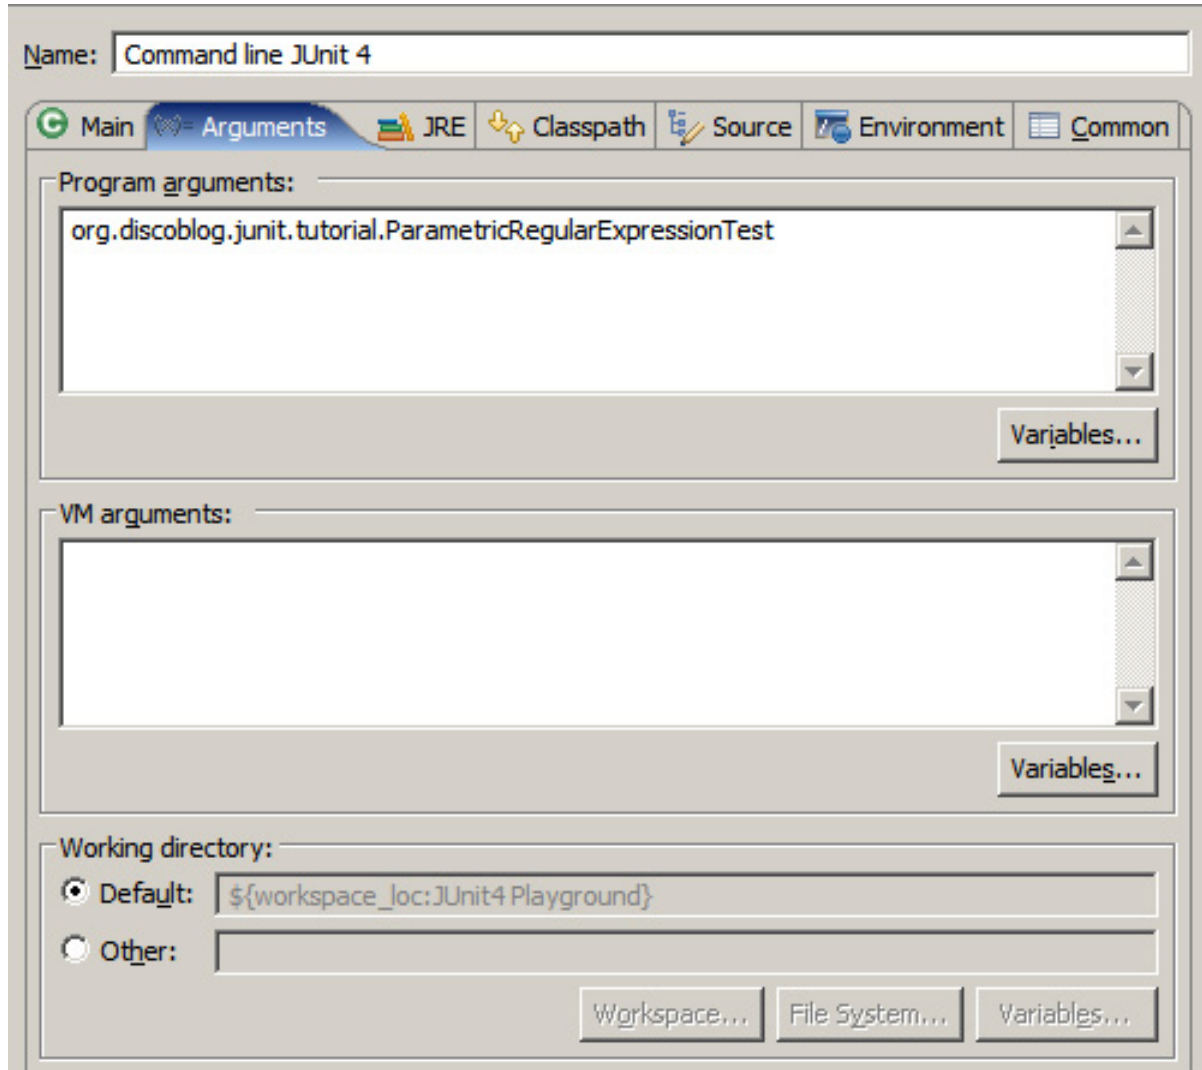 Name: Command line JUnit 4
Main (x)= Arguments JRE Classpath Source Environment Common
Program arguments:
org.discoblog.junit.tutorial.ParametricRegularExpressionTest
Variables...
VM arguments:
Variables...
Working directory:
Default: ${workspace_loc:JUnit4 Playground}
Other:
Workspace... File System... Variables...